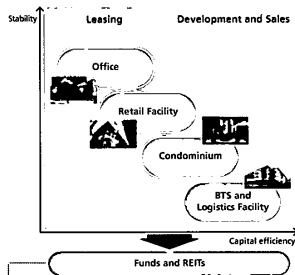 Stability
Leasing
Development and Sales
Office
Retail Facility
Condominium
BTS and
Logistics Facility
Capital efficiency
Funds and REITs